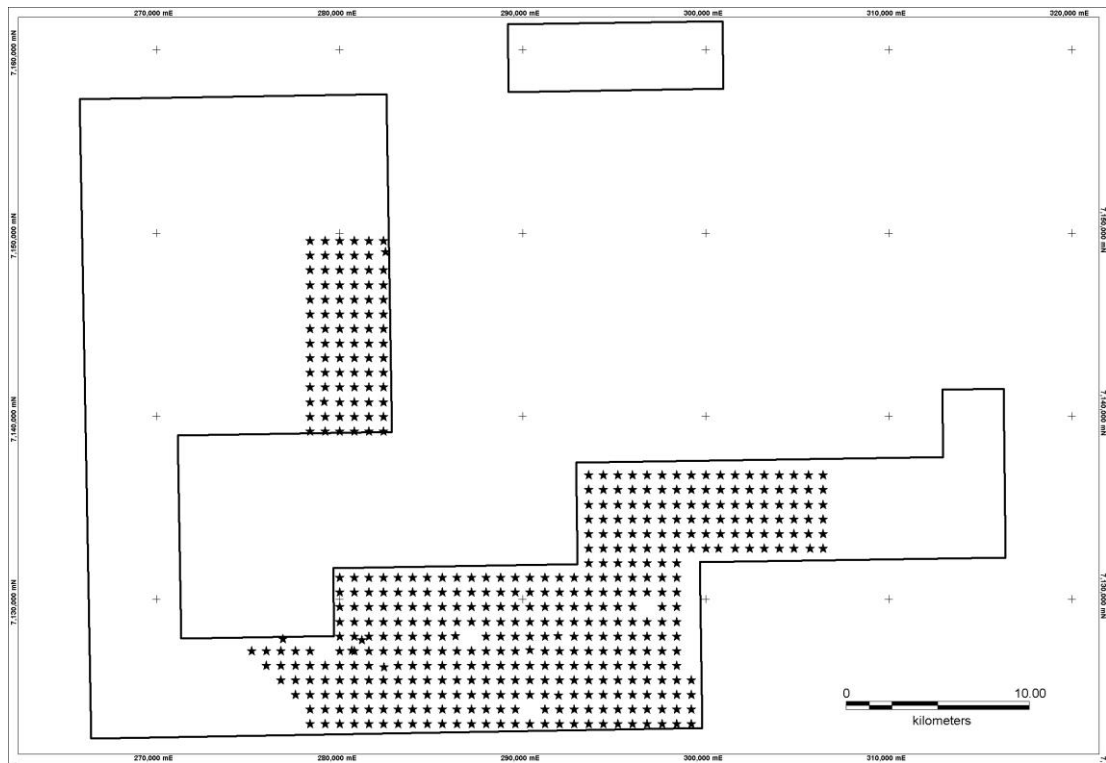 270,000 mE 280,000 mE 290,000 mE 300,000 mE 310,000 mE 320,000 mE
7,160,000 mN
7,150,000 mN 7,150,000 mN
7,140,000 mN 7,140,000 mN
7,130,000 mN 7,130,000 mN
0 10.00
kilometers
270,000 mE 280,000 mE 290,000 mE 300,000 mE 310,000 mE